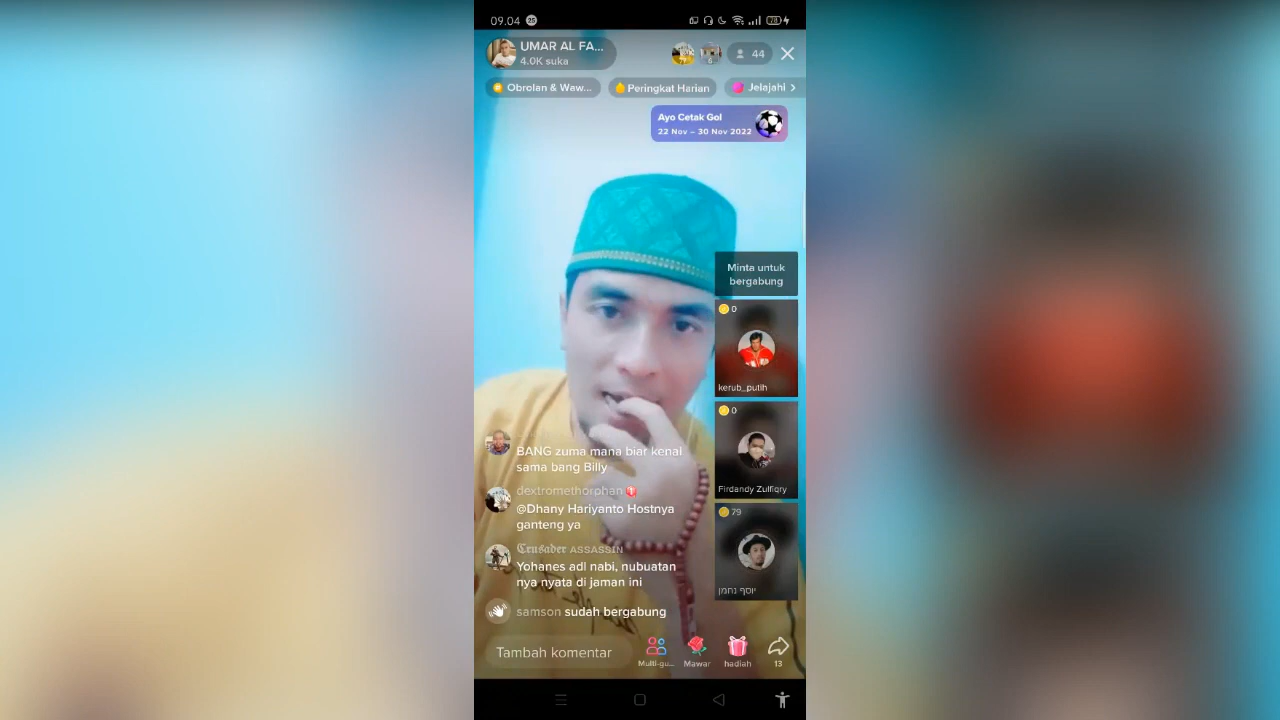 09.04 25
78
UMAR AL FA...
4.0K suka
6
44
Obrolan & Waw...
Peringkat Harian
Jelajahi >
Ayo Cetak Gol
22 Nov – 30 Nov 2022
Minta untuk
bergabung
0
kerub_putih
0
Firdandy Zulfiqry
79
יוסף נחמן
BANG zuma mana biar kenal
sama bang Billy
dextromethorphan
@Dhany Hariyanto Hostnya
ganteng ya
Crusader ASSASSIN
Yohanes adl nabi, nubuatan
nya nyata di jaman ini
samson sudah bergabung
Tambah komentar
Multi-gu...
Mawar
hadiah
13